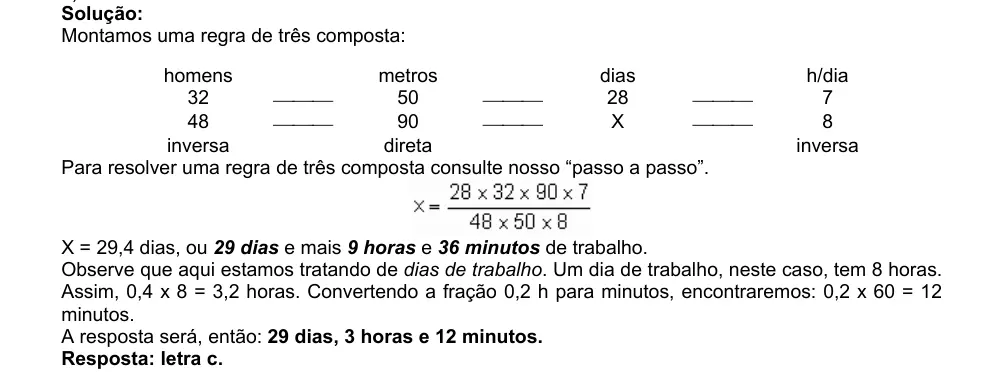 Solução:
Montamos uma regra de três composta:
homens metros dias h/dia
32 ——— 50 ——— 28 ——— 7
48 ——— 90 ——— X ——— 8
inversa direta inversa
Para resolver uma regra de três composta consulte nosso “passo a passo”.
X = 28 x 32 x 90 x 7
48 x 50 x 8
X = 29,4 dias, ou 29 dias e mais 9 horas e 36 minutos de trabalho.
Observe que aqui estamos tratando de dias de trabalho. Um dia de trabalho, neste caso, tem 8 horas.
Assim, 0,4 x 8 = 3,2 horas. Convertendo a fração 0,2 h para minutos, encontraremos: 0,2 x 60 = 12
minutos.
A resposta será, então: 29 dias, 3 horas e 12 minutos.
Resposta: letra c.